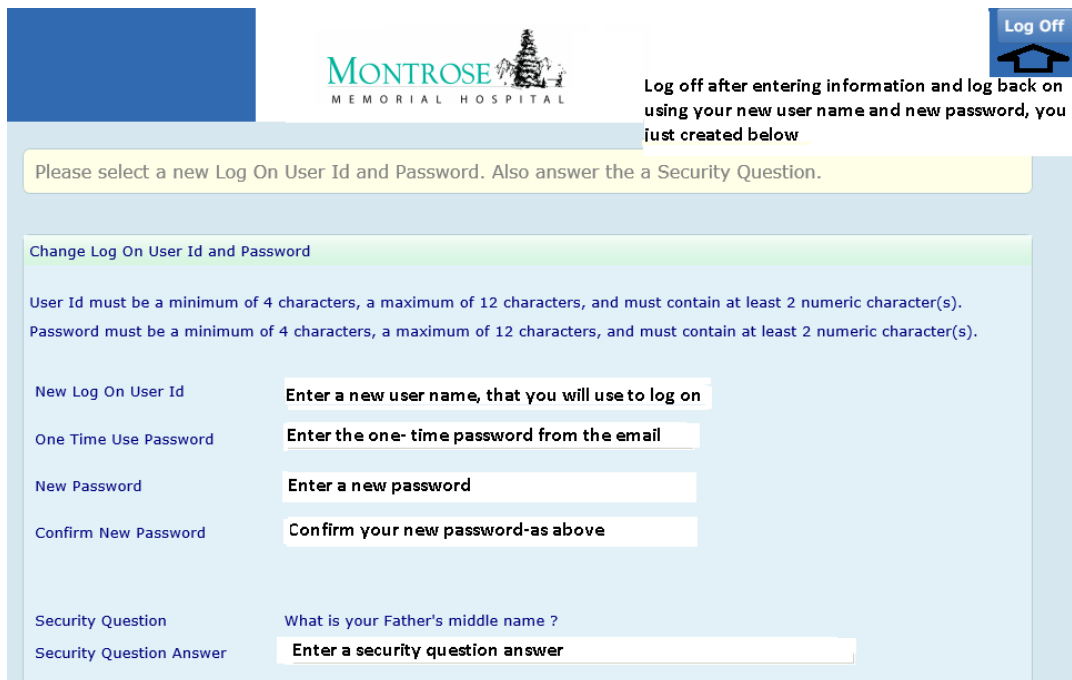 Log Off
MONTROSE
MEMORIAL HOSPITAL
Log off after entering information and log back on
using your new user name and new password, you
just created below
Please select a new Log On User Id and Password. Also answer the a Security Question.
Change Log On User Id and Password
User Id must be a minimum of 4 characters, a maximum of 12 characters, and must contain at least 2 numeric character(s).
Password must be a minimum of 4 characters, a maximum of 12 characters, and must contain at least 2 numeric character(s).
New Log On User Id Enter a new user name, that you will use to log on
One Time Use Password Enter the one- time password from the email
New Password Enter a new password
Confirm New Password Confirm your new password-as above
Security Question What is your Father's middle name ?
Security Question Answer Enter a security question answer